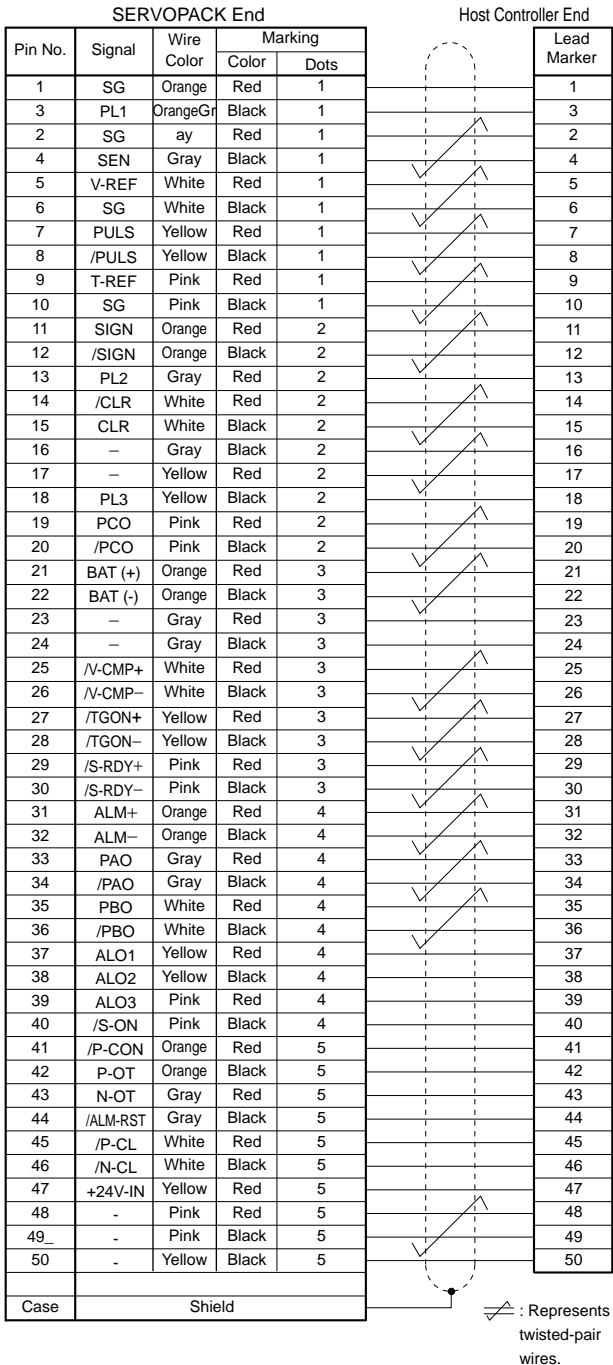 SERVOPACK End Host Controller End
Pin No. Signal Wire Color Marking Lead Marker
Color Dots
1 SG Orange Red 1 1
3 PL1 OrangeGr Black 1 3
2 SG ay Red 1 2
4 SEN Gray Black 1 4
5 V-REF White Red 1 5
6 SG White Black 1 6
7 PULS Yellow Red 1 7
8 /PULS Yellow Black 1 8
9 T-REF Pink Red 1 9
10 SG Pink Black 1 10
11 SIGN Orange Red 2 11
12 /SIGN Orange Black 2 12
13 PL2 Gray Red 2 13
14 /CLR White Red 2 14
15 CLR White Black 2 15
16 – Gray Black 2 16
17 – Yellow Red 2 17
18 PL3 Yellow Black 2 18
19 PCO Pink Red 2 19
20 /PCO Pink Black 2 20
21 BAT (+) Orange Red 3 21
22 BAT (-) Orange Black 3 22
23 – Gray Red 3 23
24 – Gray Black 3 24
25 /V-CMP+ White Red 3 25
26 /V-CMP– White Black 3 26
27 /TGON+ Yellow Red 3 27
28 /TGON– Yellow Black 3 28
29 /S-RDY+ Pink Red 3 29
30 /S-RDY– Pink Black 3 30
31 ALM+ Orange Red 4 31
32 ALM– Orange Black 4 32
33 PAO Gray Red 4 33
34 /PAO Gray Black 4 34
35 PBO White Red 4 35
36 /PBO White Black 4 36
37 ALO1 Yellow Red 4 37
38 ALO2 Yellow Black 4 38
39 ALO3 Pink Red 4 39
40 /S-ON Pink Black 4 40
41 /P-CON Orange Red 5 41
42 P-OT Orange Black 5 42
43 N-OT Gray Red 5 43
44 /ALM-RST Gray Black 5 44
45 /P-CL White Red 5 45
46 /N-CL White Black 5 46
47 +24V-IN Yellow Red 5 47
48 - Pink Red 5 48
49_ - Pink Black 5 49
50 - Yellow Black 5 50
Case Shield
: Represents
twisted-pair
wires.